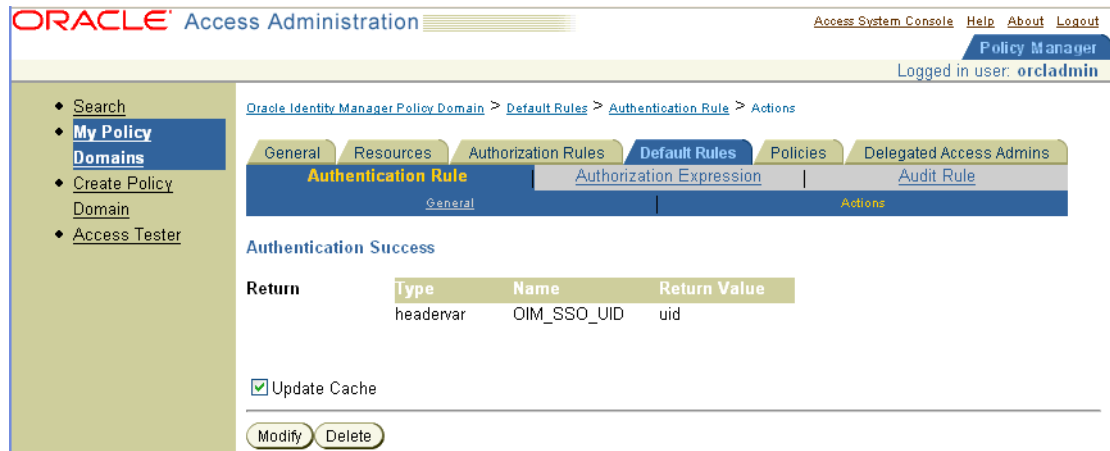 ORACLE Access Administration
Access System Console Help About Logout
Policy Manager
Logged in user: orcladmin
Search
My Policy
Domains
Create Policy
Domain
Access Tester
Oracle Identity Manager Policy Domain > Default Rules > Authentication Rule > Actions
General Resources Authorization Rules Default Rules Policies Delegated Access Admins
Authentication Rule | Authorization Expression | Audit Rule
General | Actions
Authentication Success
Return Type Name Return Value
headervar OIM_SSO_UID uid
Update Cache
Modify Delete